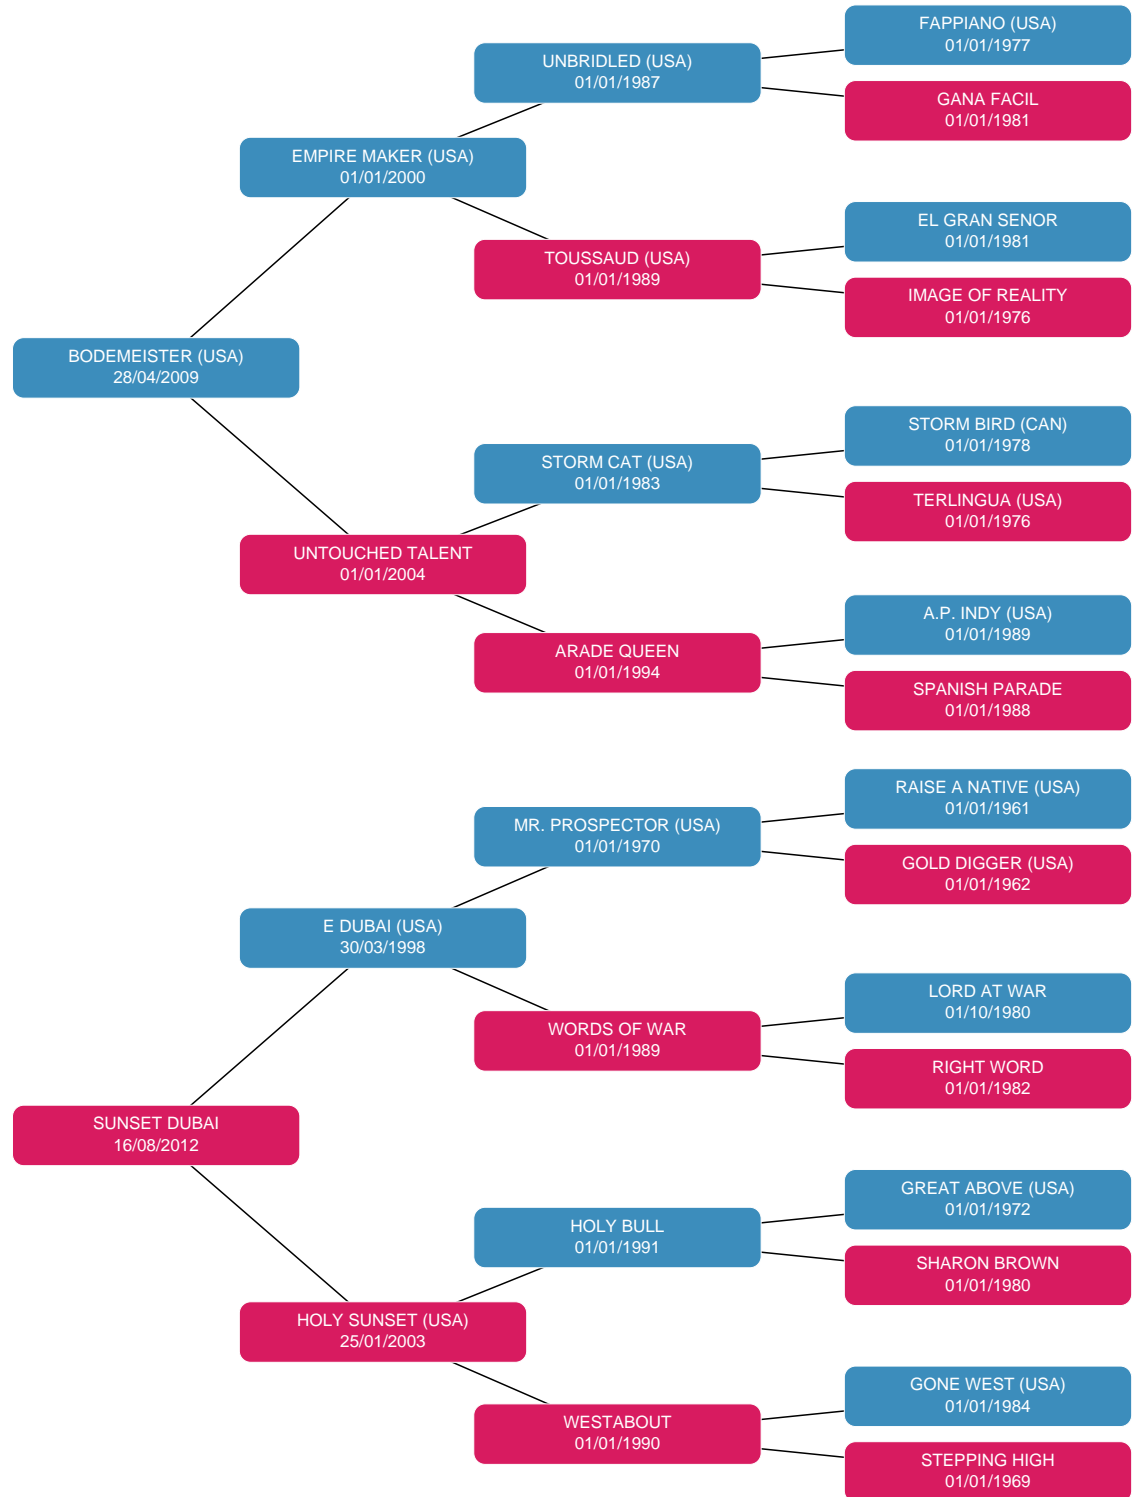 FAPPIANO (USA)
01/01/1977
UNBRIDLED (USA)
01/01/1987
GANA FACIL
01/01/1981
EMPIRE MAKER (USA)
01/01/2000
EL GRAN SENOR
01/01/1981
TOUSSAUD (USA)
01/01/1989
IMAGE OF REALITY
01/01/1976
BODEMEISTER (USA)
28/04/2009
STORM BIRD (CAN)
01/01/1978
STORM CAT (USA)
01/01/1983
TERLINGUA (USA)
01/01/1976
UNTOUCHED TALENT
01/01/2004
A.P. INDY (USA)
01/01/1989
ARADE QUEEN
01/01/1994
SPANISH PARADE
01/01/1988
RAISE A NATIVE (USA)
01/01/1961
MR. PROSPECTOR (USA)
01/01/1970
GOLD DIGGER (USA)
01/01/1962
E DUBAI (USA)
30/03/1998
LORD AT WAR
01/10/1980
WORDS OF WAR
01/01/1989
RIGHT WORD
01/01/1982
SUNSET DUBAI
16/08/2012
GREAT ABOVE (USA)
01/01/1972
HOLY BULL
01/01/1991
SHARON BROWN
01/01/1980
HOLY SUNSET (USA)
25/01/2003
GONE WEST (USA)
01/01/1984
WESTABOUT
01/01/1990
STEPPING HIGH
01/01/1969